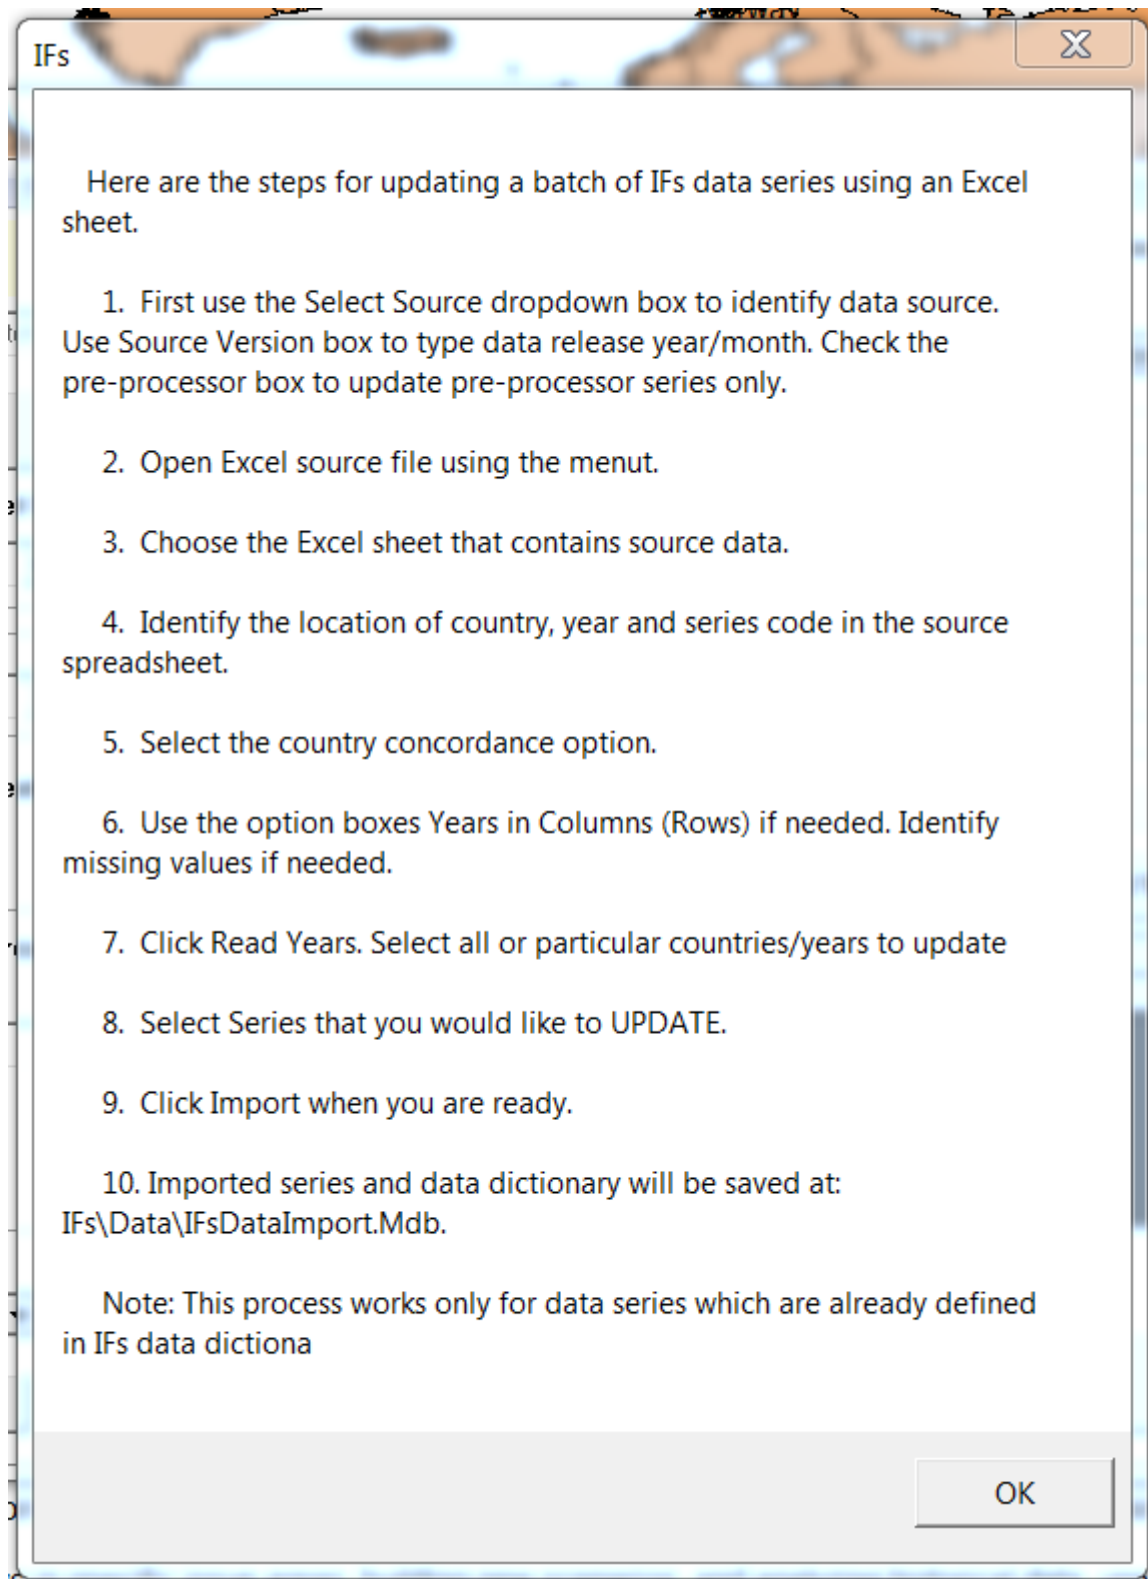 IFs
Here are the steps for updating a batch of IFs data series using an Excel
sheet.
1. First use the Select Source dropdown box to identify data source.
Use Source Version box to type data release year/month. Check the
pre-processor box to update pre-processor series only.
2. Open Excel source file using the menut.
3. Choose the Excel sheet that contains source data.
4. Identify the location of country, year and series code in the source
spreadsheet.
5. Select the country concordance option.
6. Use the option boxes Years in Columns (Rows) if needed. Identify
missing values if needed.
7. Click Read Years. Select all or particular countries/years to update
8. Select Series that you would like to UPDATE.
9. Click Import when you are ready.
10. Imported series and data dictionary will be saved at:
IFs\Data\IFsDataImport.Mdb.
Note: This process works only for data series which are already defined
in IFs data dictiona
OK